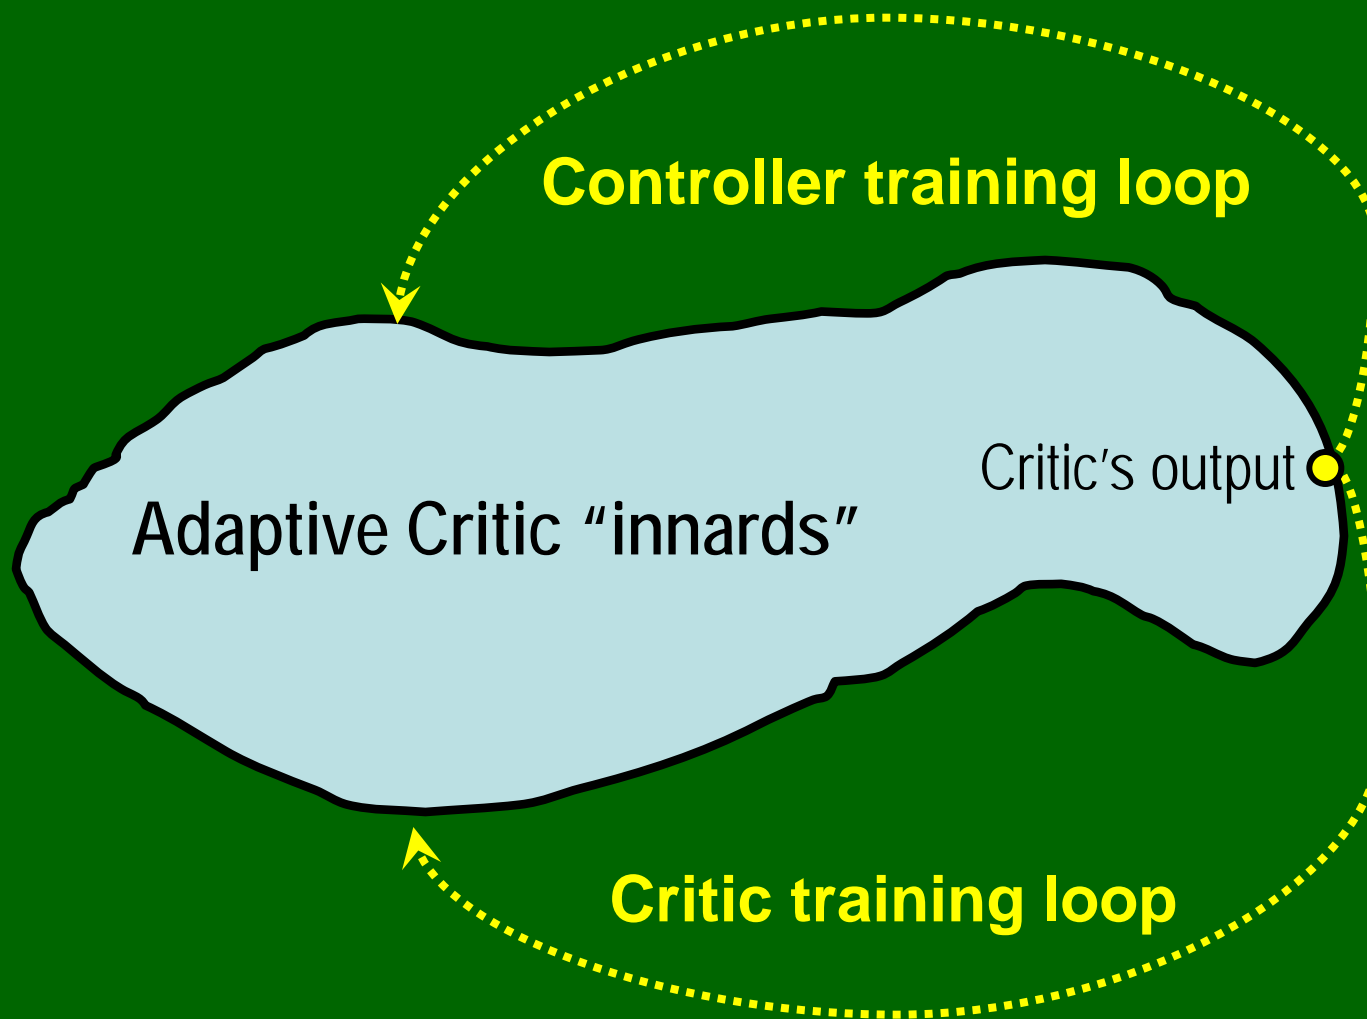 Controller training loop
Critic's output
Adaptive Critic “innards”
Critic training loop